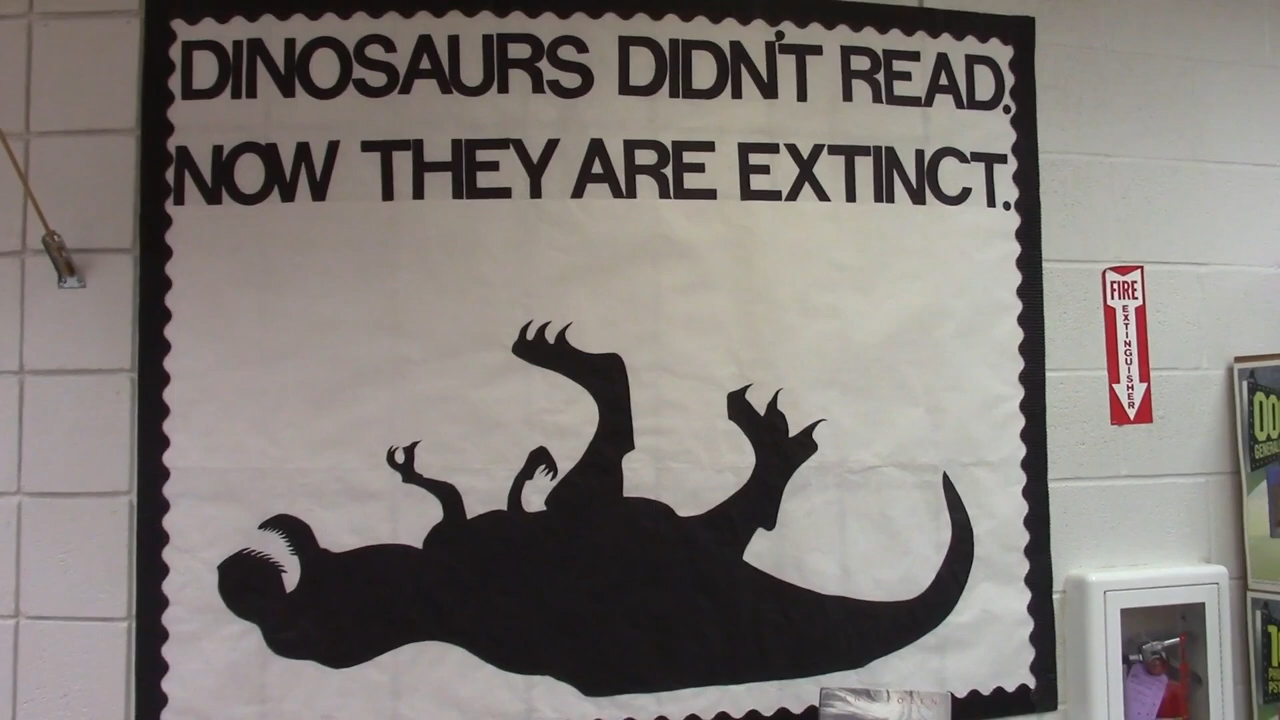 DINOSAURS DIDN'T READ.
NOW THEY ARE EXTINCT.
FIRE
EXTINGUISHER